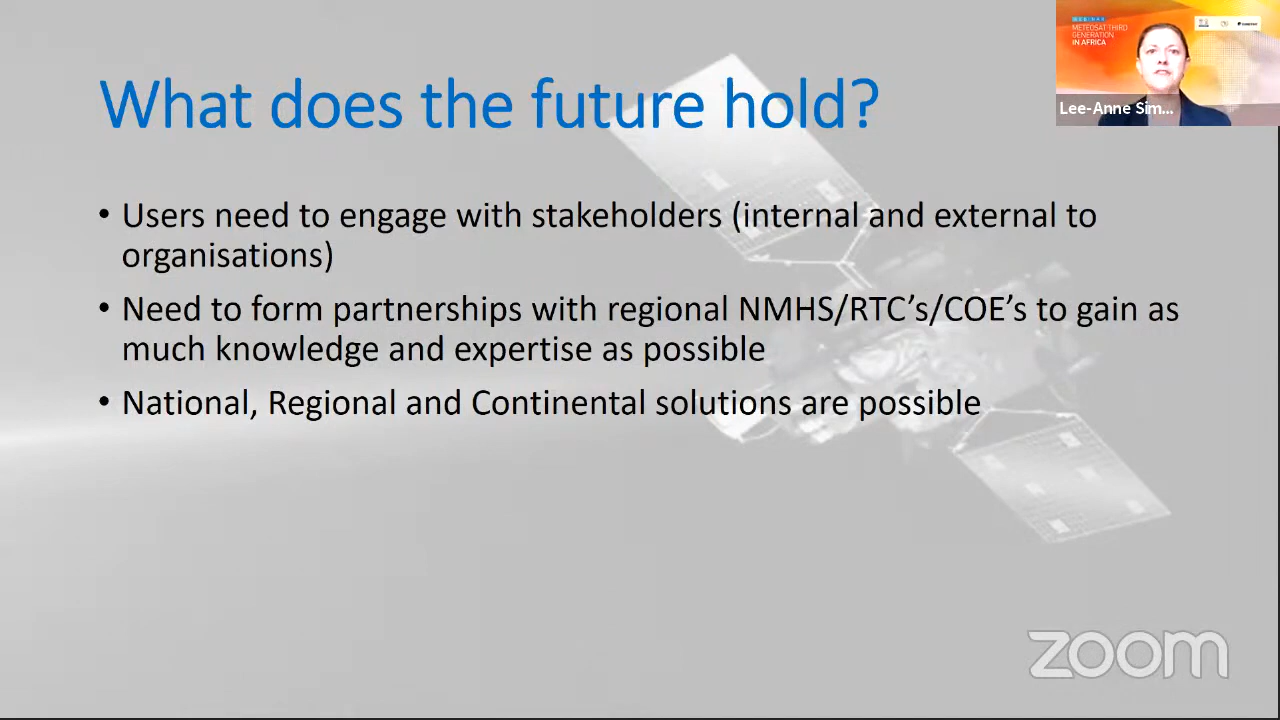 What does the future hold?
• Users need to engage with stakeholders (internal and external to
organisations)
• Need to form partnerships with regional NMHS/RTC’s/COE’s to gain as
much knowledge and expertise as possible
• National, Regional and Continental solutions are possible
WEBINAR
METEOSAT THIRD
GENERATION
IN AFRICA
Lee-Anne Sim...
zoom